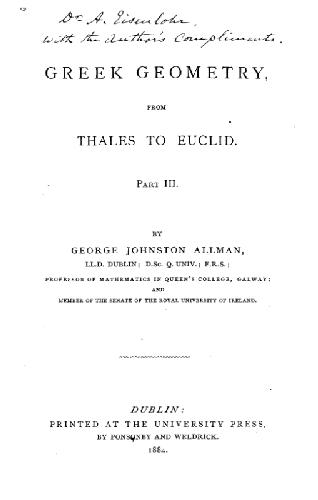 Dr A. Eisenlohr,
with the Author's Compliments.
GREEK GEOMETRY,
FROM
THALES TO EUCLID.
PART III.
BY
GEORGE JOHNSTON ALLMAN,
LL.D. DUBLIN; D.Sc. Q. UNIV.; F.R.S.;
PROFESSOR OF MATHEMATICS IN QUEEN'S COLLEGE, GALWAY:
AND
MEMBER OF THE SENATE OF THE ROYAL UNIVERSITY OF IRELAND.
DUBLIN:
PRINTED AT THE UNIVERSITY PRESS,
BY PONSONBY AND WELDRICK.
1884.